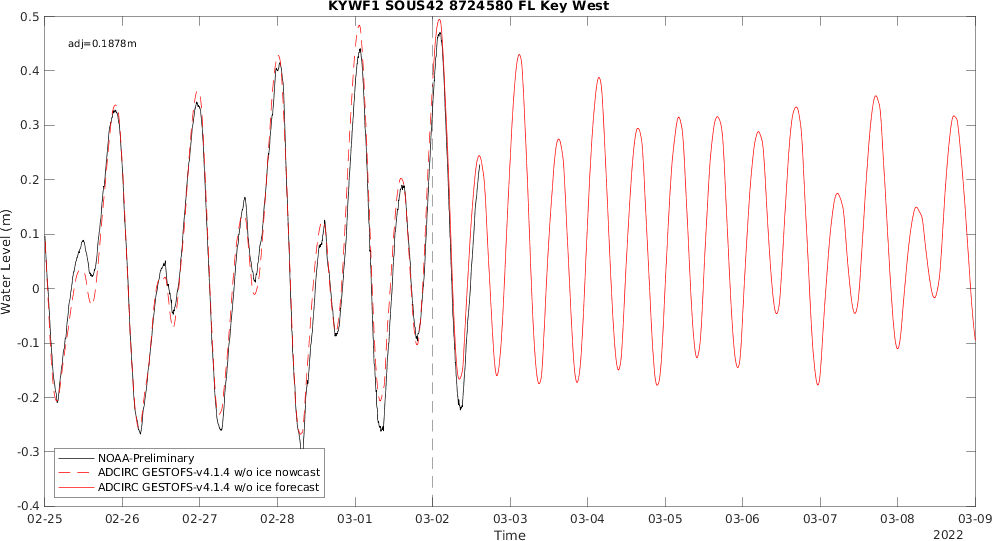 KYWF1 SOUS42 8724580 FL Key West
adj=0.1878m
Water Level (m)
0.5
0.4
0.3
0.2
0.1
0
-0.1
-0.2
-0.3
-0.4
NOAA-Preliminary
ADCIRC GESTOFS-v4.1.4 w/o ice nowcast
ADCIRC GESTOFS-v4.1.4 w/o ice forecast
02-25 02-26 02-27 02-28 03-01 03-02 03-03 03-04 03-05 03-06 03-07 03-08 03-09
Time
2022